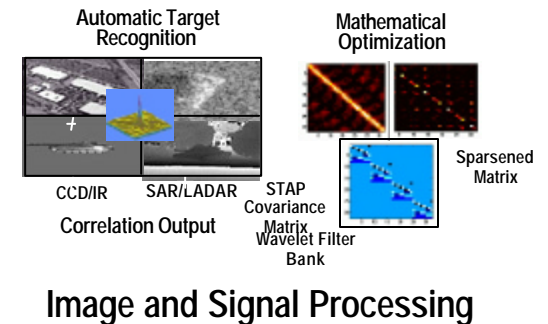 Automatic Target
Recognition
Mathematical
Optimization
Sparsened
Matrix
CCD/IR
SAR/LADAR
STAP
Covariance
Matrix
Correlation Output
Wavelet Filter
Bank
Image and Signal Processing